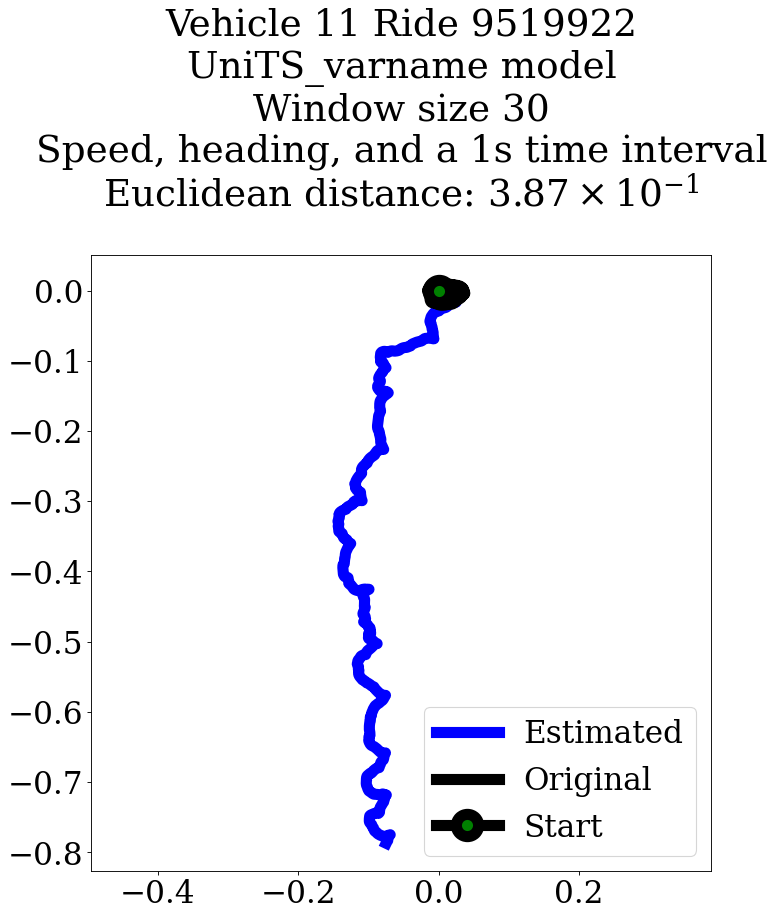 Vehicle 11 Ride 9519922
UniTS_varname model
Window size 30
Speed, heading, and a 1s time interval
Euclidean distance: 3.87 × 10⁻¹
0.0
−0.1
−0.2
−0.3
−0.4
−0.5
−0.6
−0.7
−0.8
Estimated
Original
Start
−0.4 −0.2 0.0 0.2